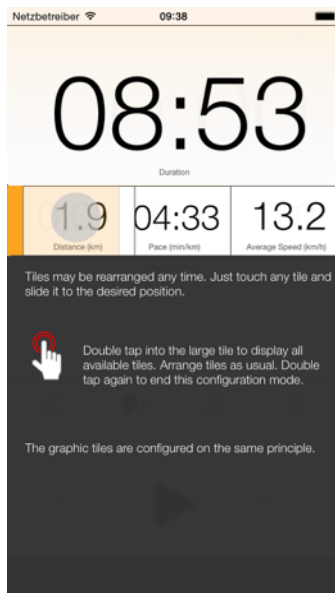 Netzbetreiber 09:38
08:53
Duration
1.9 04:33 13.2
Distance (km) Pace (min/km) Average Speed (km/h)
Tiles may be rearranged any time. Just touch any tile and
slide it to the desired position.
Double tap into the large tile to display all
available tiles. Arrange tiles as usual. Double
tap again to end this configuration mode.
The graphic tiles are configured on the same principle.